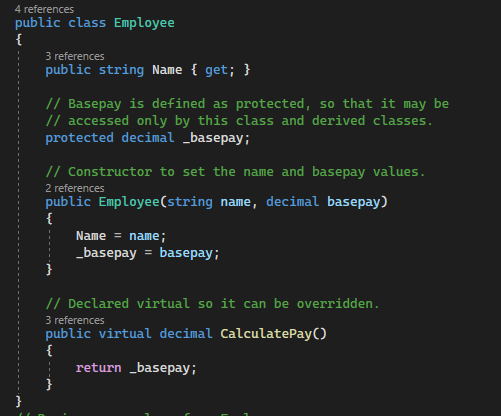 4 references
public class Employee
{
3 references
public string Name { get; }
// Basepay is defined as protected, so that it may be
// accessed only by this class and derived classes.
protected decimal _basepay;
// Constructor to set the name and basepay values.
2 references
public Employee(string name, decimal basepay)
{
Name = name;
_basepay = basepay;
}
// Declared virtual so it can be overridden.
3 references
public virtual decimal CalculatePay()
{
return _basepay;
}
}